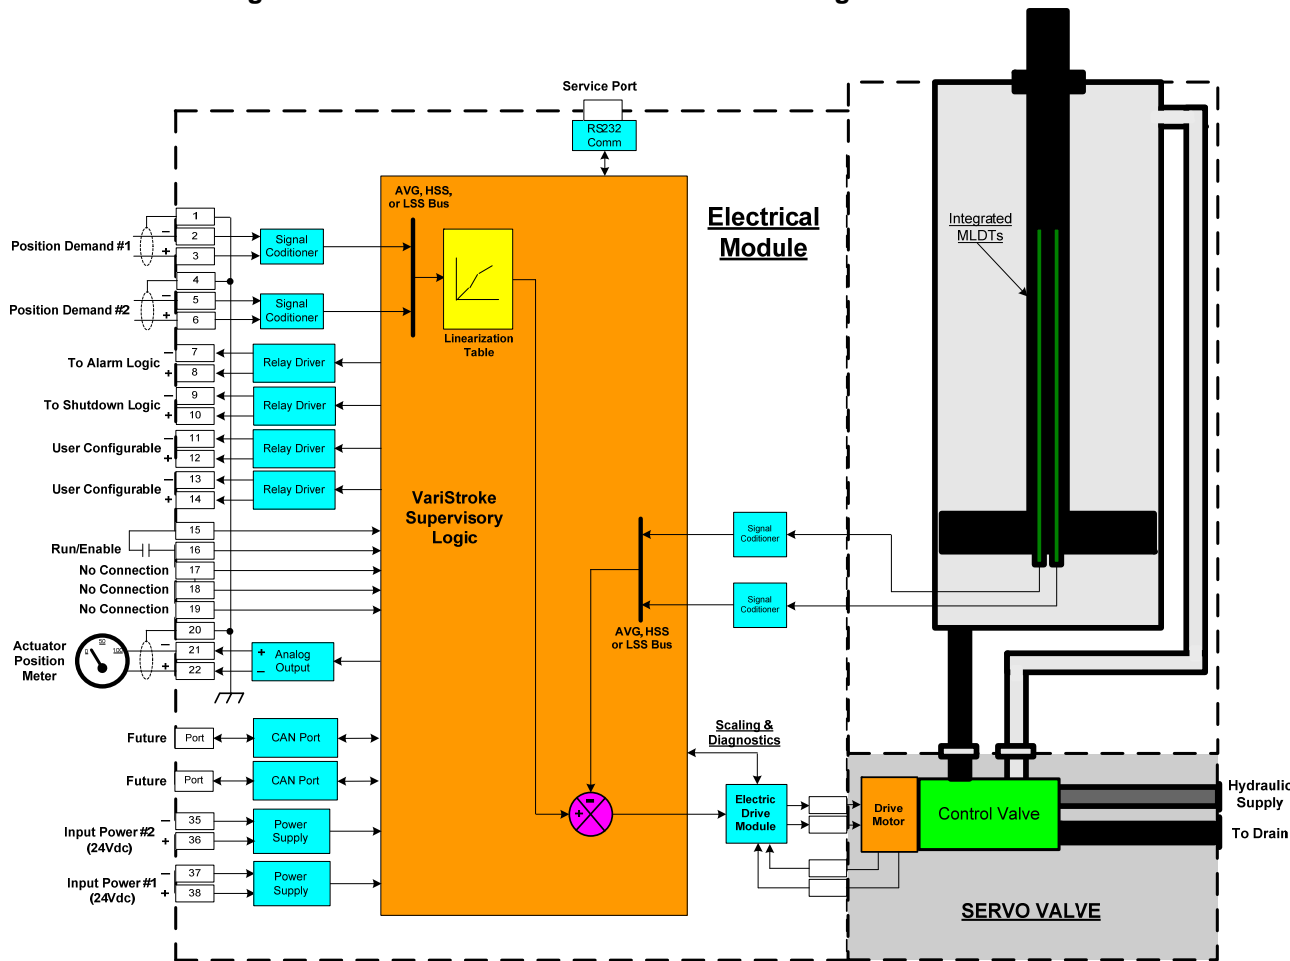 Service Port
RS232
Comm
AVG, HSS,
or LSS Bus
Electrical
Module
Integrated
MLDTs
1
Position Demand #1
−
2
+
3
Signal
Coditioner
4
Position Demand #2
−
5
+
6
Signal
Coditioner
Linearization
Table
To Alarm Logic
−
7
+
8
Relay Driver
To Shutdown Logic
−
9
+
10
Relay Driver
User Configurable
−
11
+
12
Relay Driver
User Configurable
−
13
+
14
Relay Driver
VariStroke
Supervisory
Logic
15
Run/Enable
16
No Connection
17
No Connection
18
No Connection
19
Signal
Coditioner
Signal
Coditioner
AVG, HSS
or LSS Bus
20
Actuator
Position
Meter
0
50
100
−
21
+
22
+
−
Analog
Output
Future
Port
CAN Port
Future
Port
CAN Port
Scaling &
Diagnostics
Input Power #2
(24Vdc)
−
35
+
36
Power
Supply
Input Power #1
(24Vdc)
−
37
+
38
Power
Supply
−
+
Electric
Drive
Module
Drive
Motor
Control Valve
Hydraulic
Supply
To Drain
SERVO VALVE